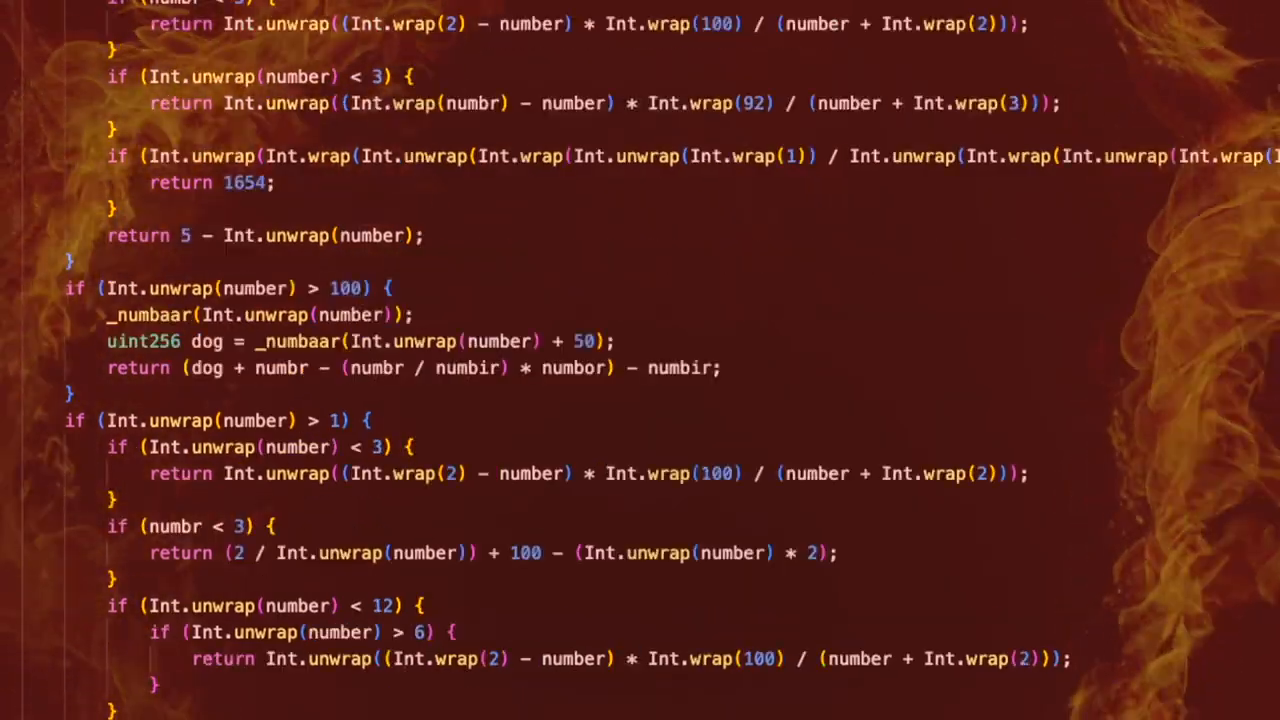 if (number < 3) {
return Int.unwrap((Int.wrap(2) - number) * Int.wrap(100) / (number + Int.wrap(2)));
}
if (Int.unwrap(number) < 3) {
return Int.unwrap((Int.wrap(numbr) - number) * Int.wrap(92) / (number + Int.wrap(3)));
}
if (Int.unwrap(Int.wrap(Int.unwrap(Int.wrap(Int.unwrap(Int.wrap(1)) / Int.unwrap(Int.wrap(Int.unwrap(Int.wrap(
return 1654;
}
return 5 - Int.unwrap(number);
}
if (Int.unwrap(number) > 100) {
_numbaar(Int.unwrap(number));
uint256 dog = _numbaar(Int.unwrap(number) + 50);
return (dog + numbr - (numbr / numbir) * numbor) - numbir;
}
if (Int.unwrap(number) > 1) {
if (Int.unwrap(number) < 3) {
return Int.unwrap((Int.wrap(2) - number) * Int.wrap(100) / (number + Int.wrap(2)));
}
if (numbr < 3) {
return (2 / Int.unwrap(number)) + 100 - (Int.unwrap(number) * 2);
}
if (Int.unwrap(number) < 12) {
if (Int.unwrap(number) > 6) {
return Int.unwrap((Int.wrap(2) - number) * Int.wrap(100) / (number + Int.wrap(2)));
}
}